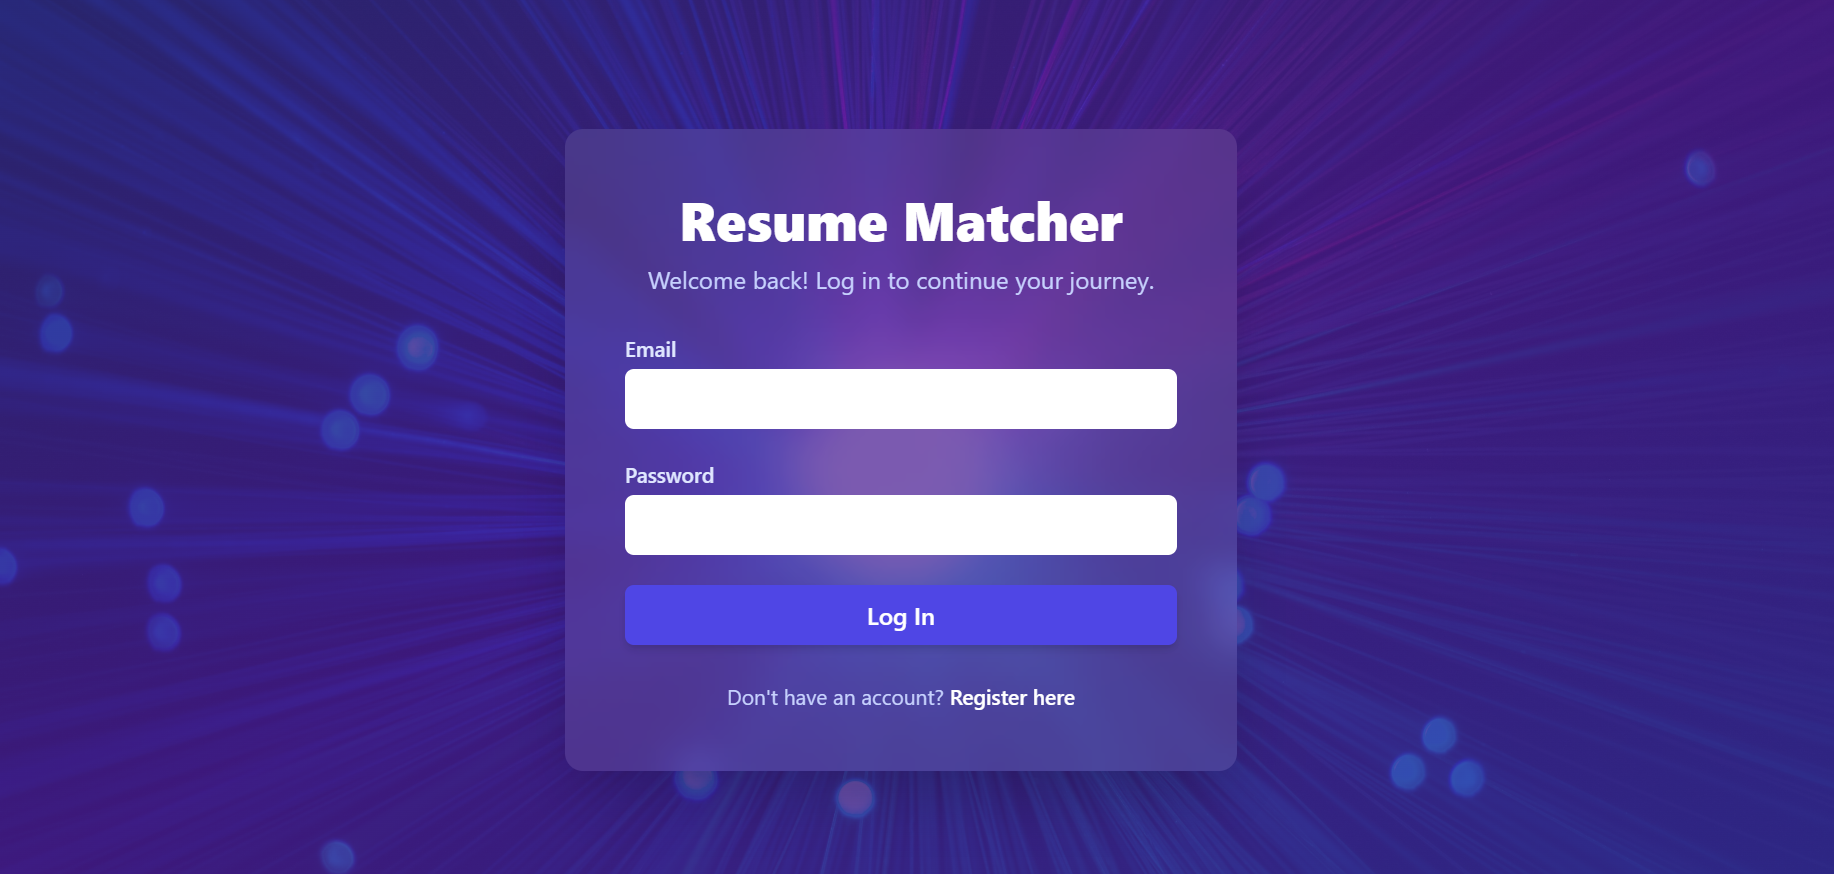 Resume Matcher
Welcome back! Log in to continue your journey.
Email
Password
Log In
Don't have an account? Register here